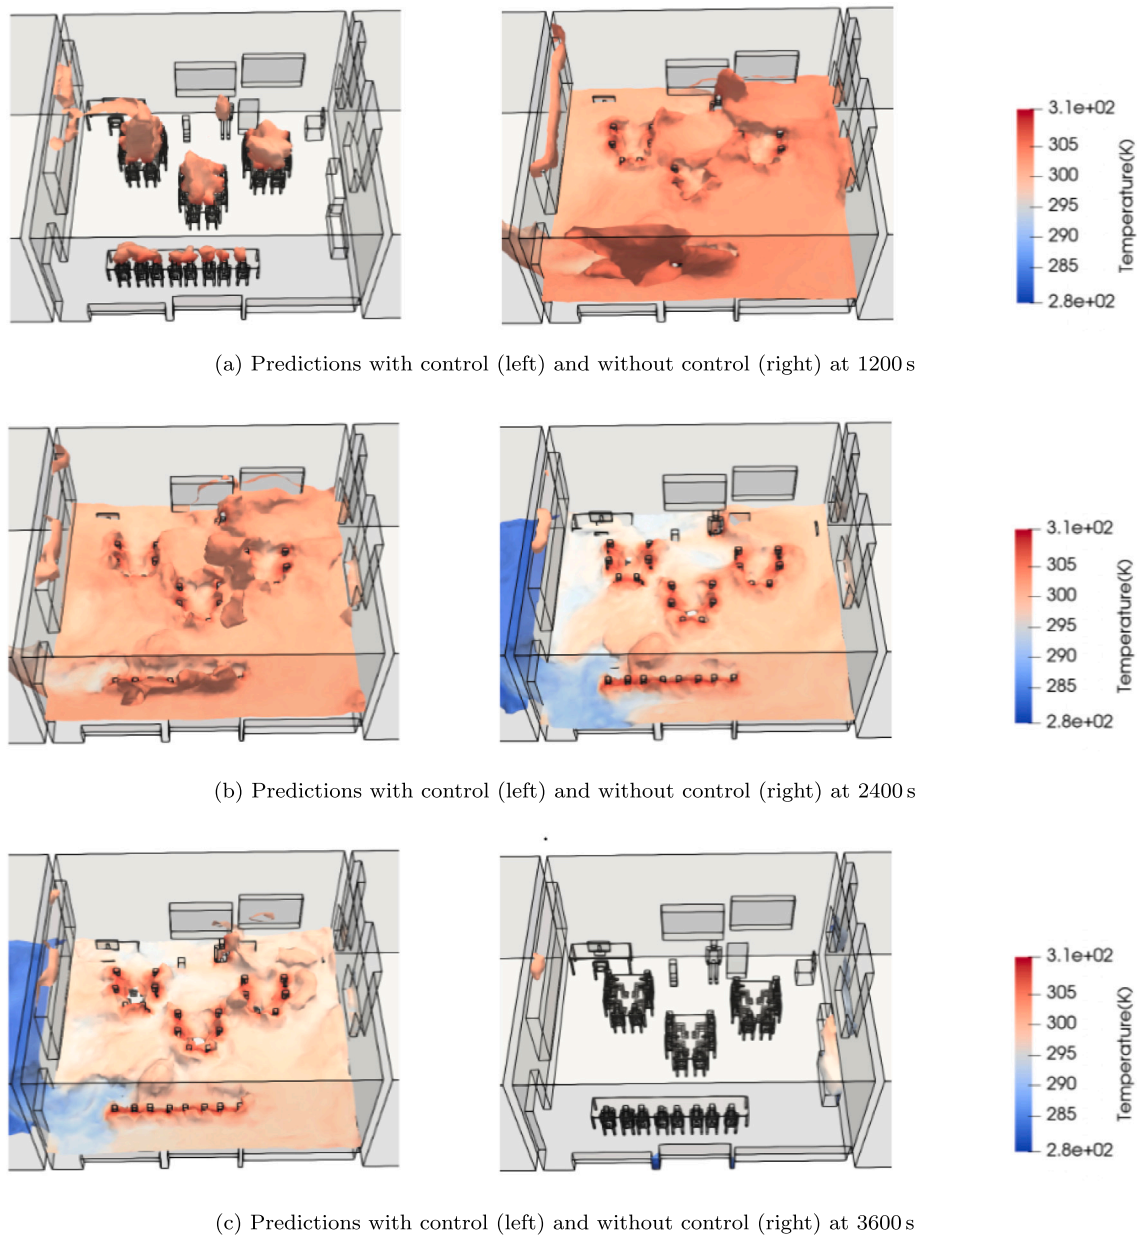 3.1e+02
305
300
295
290
285
2.8e+02
Temperature(K)
(a) Predictions with control (left) and without control (right) at 1200 s
3.1e+02
305
300
295
290
285
2.8e+02
Temperature(K)
(b) Predictions with control (left) and without control (right) at 2400 s
3.1e+02
305
300
295
290
285
2.8e+02
Temperature(K)
(c) Predictions with control (left) and without control (right) at 3600 s